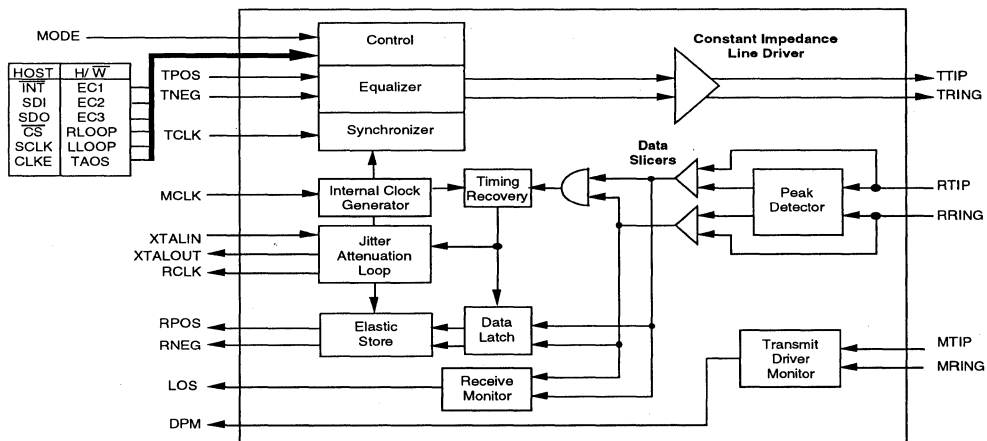 MODE
HOST H/W̅
I̅N̅T̅ EC1
SDI EC2
SDO EC3
C̅S̅ RLOOP
SCLK LLOOP
CLKE TAOS
TPOS
TNEG
TCLK
MCLK
XTALIN
XTALOUT
RCLK
RPOS
RNEG
LOS
DPM
Control
Equalizer
Synchronizer
Internal Clock
Generator
Jitter
Attenuation
Loop
Elastic
Store
Timing
Recovery
Data
Latch
Receive
Monitor
Constant Impedance
Line Driver
Data
Slicers
Peak
Detector
Transmit
Driver
Monitor
TTIP
TRING
RTIP
RRING
MTIP
MRING